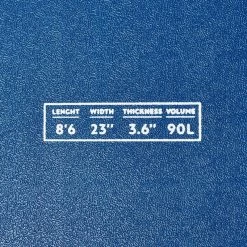 LENGHT WIDTH THICKNESS VOLUME
8'6 23" 3.6" 90L